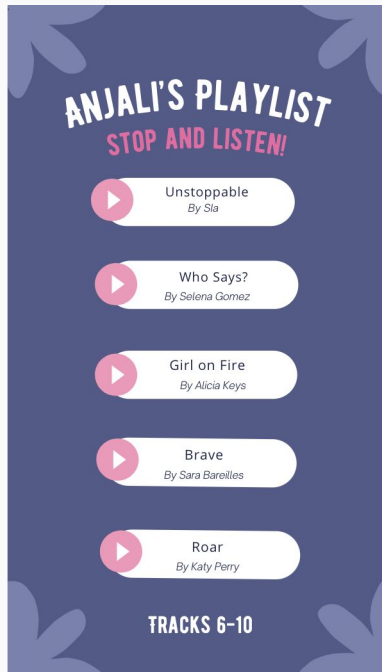 ANJALI'S PLAYLIST
STOP AND LISTEN!
Unstoppable
By Sla
Who Says?
By Selena Gomez
Girl on Fire
By Alicia Keys
Brave
By Sara Bareilles
Roar
By Katy Perry
TRACKS 6-10